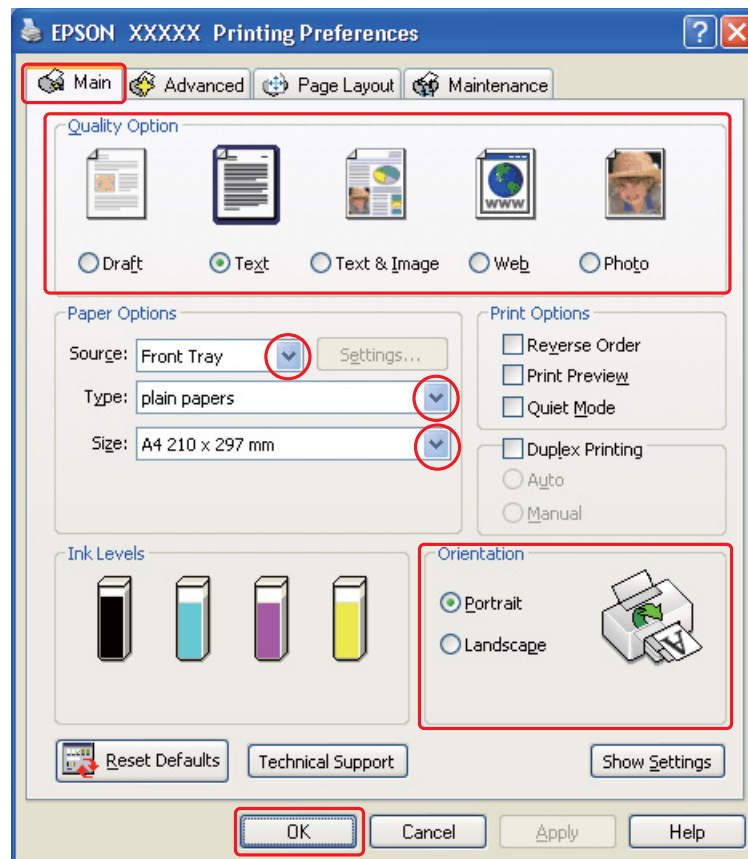 EPSON XXXXX Printing Preferences
Main Advanced Page Layout Maintenance
Quality Option
WWW
Draft Text Text & Image Web Photo
Paper Options
Source: Front Tray Settings...
Type: plain papers
Size: A4 210 x 297 mm
Print Options
Reverse Order
Print Preview
Quiet Mode
Duplex Printing
Auto
Manual
Ink Levels
Orientation
Portrait
Landscape
A
Reset Defaults Technical Support Show Settings
OK Cancel Apply Help